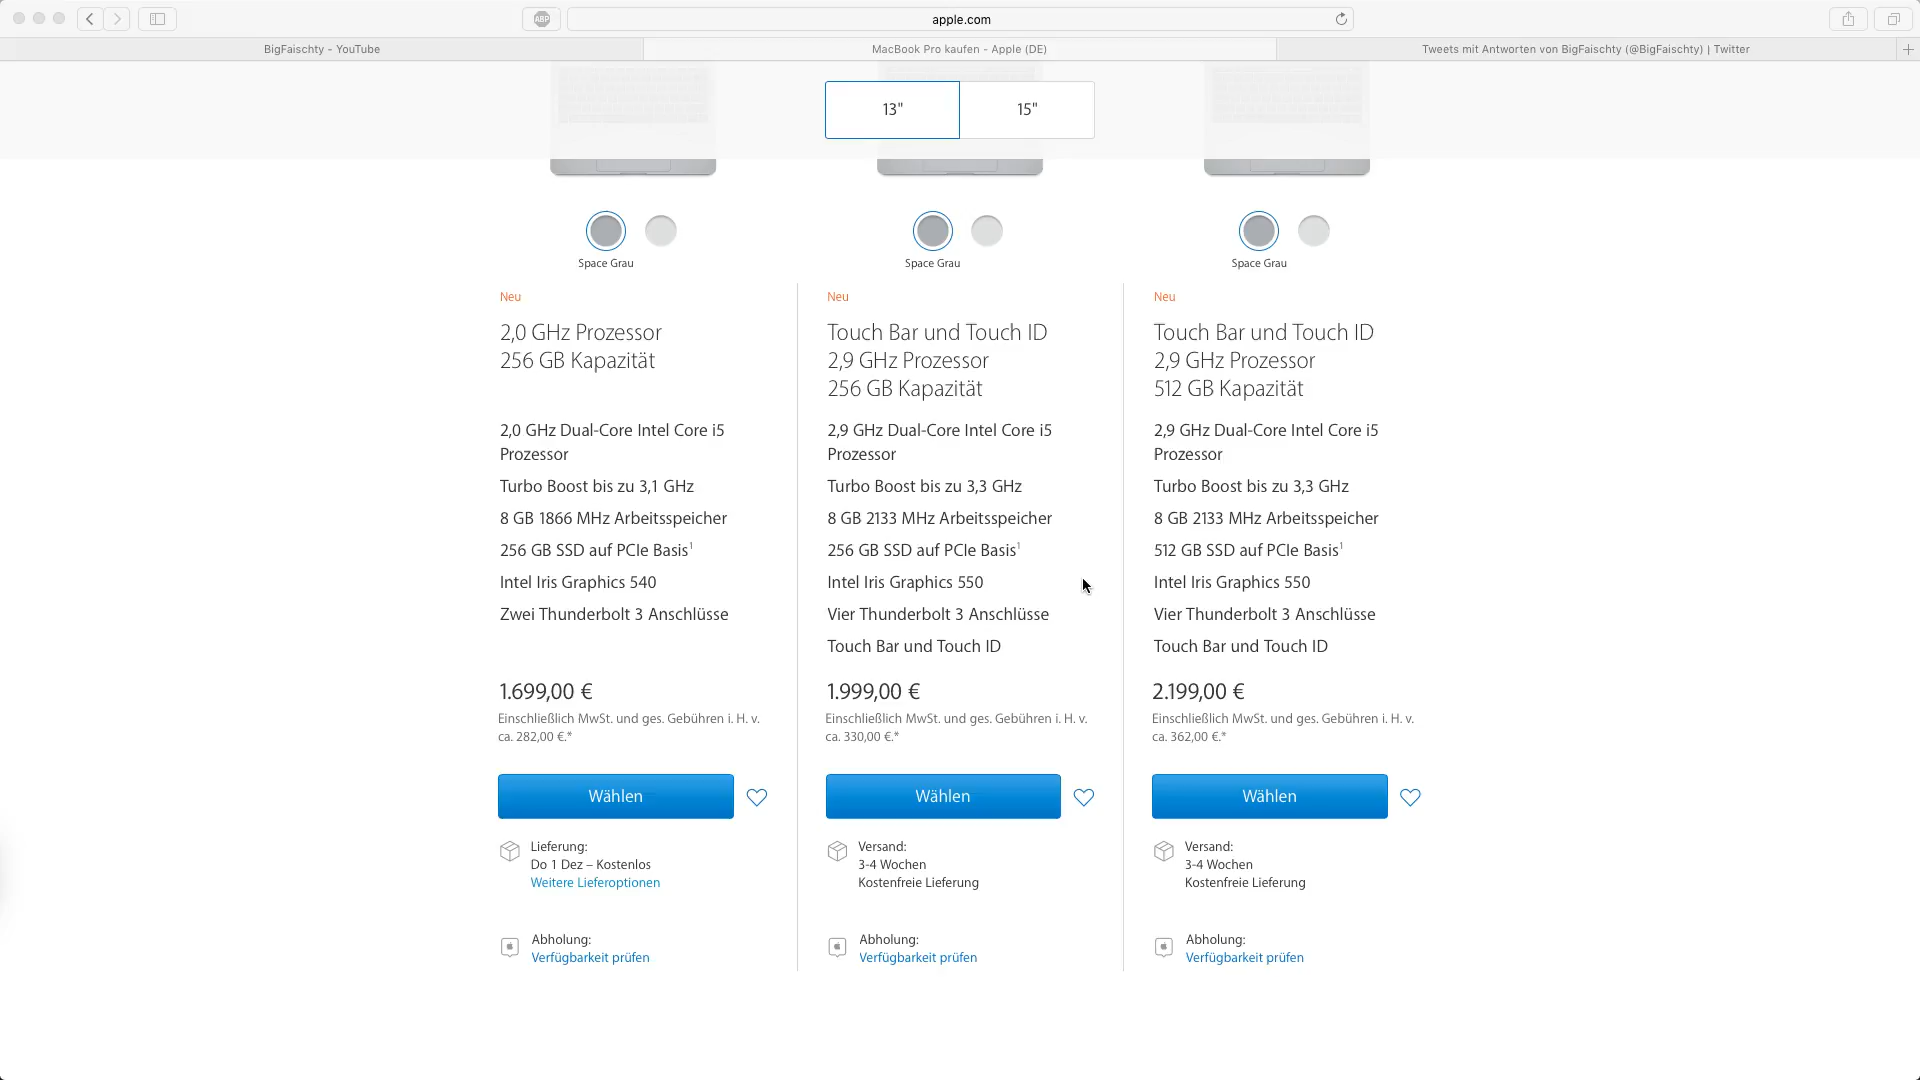 ABP
apple.com
BigFaischty - YouTube
MacBook Pro kaufen - Apple (DE)
Tweets mit Antworten von BigFaischty (@BigFaischty) | Twitter
13"
15"
Space Grau
Space Grau
Space Grau
Neu
2,0 GHz Prozessor
256 GB Kapazität
2,0 GHz Dual-Core Intel Core i5
Prozessor
Turbo Boost bis zu 3,1 GHz
8 GB 1866 MHz Arbeitsspeicher
256 GB SSD auf PCIe Basis1
Intel Iris Graphics 540
Zwei Thunderbolt 3 Anschlüsse
1.699,00 €
Einschließlich MwSt. und ges. Gebühren i. H. v.
ca. 282,00 €.*
Wählen
Lieferung:
Do 1 Dez – Kostenlos
Weitere Lieferoptionen
Abholung:
Verfügbarkeit prüfen
Neu
Touch Bar und Touch ID
2,9 GHz Prozessor
256 GB Kapazität
2,9 GHz Dual-Core Intel Core i5
Prozessor
Turbo Boost bis zu 3,3 GHz
8 GB 2133 MHz Arbeitsspeicher
256 GB SSD auf PCIe Basis1
Intel Iris Graphics 550
Vier Thunderbolt 3 Anschlüsse
Touch Bar und Touch ID
1.999,00 €
Einschließlich MwSt. und ges. Gebühren i. H. v.
ca. 330,00 €.*
Wählen
Versand:
3-4 Wochen
Kostenfreie Lieferung
Abholung:
Verfügbarkeit prüfen
Neu
Touch Bar und Touch ID
2,9 GHz Prozessor
512 GB Kapazität
2,9 GHz Dual-Core Intel Core i5
Prozessor
Turbo Boost bis zu 3,3 GHz
8 GB 2133 MHz Arbeitsspeicher
512 GB SSD auf PCIe Basis1
Intel Iris Graphics 550
Vier Thunderbolt 3 Anschlüsse
Touch Bar und Touch ID
2.199,00 €
Einschließlich MwSt. und ges. Gebühren i. H. v.
ca. 362,00 €.*
Wählen
Versand:
3-4 Wochen
Kostenfreie Lieferung
Abholung:
Verfügbarkeit prüfen